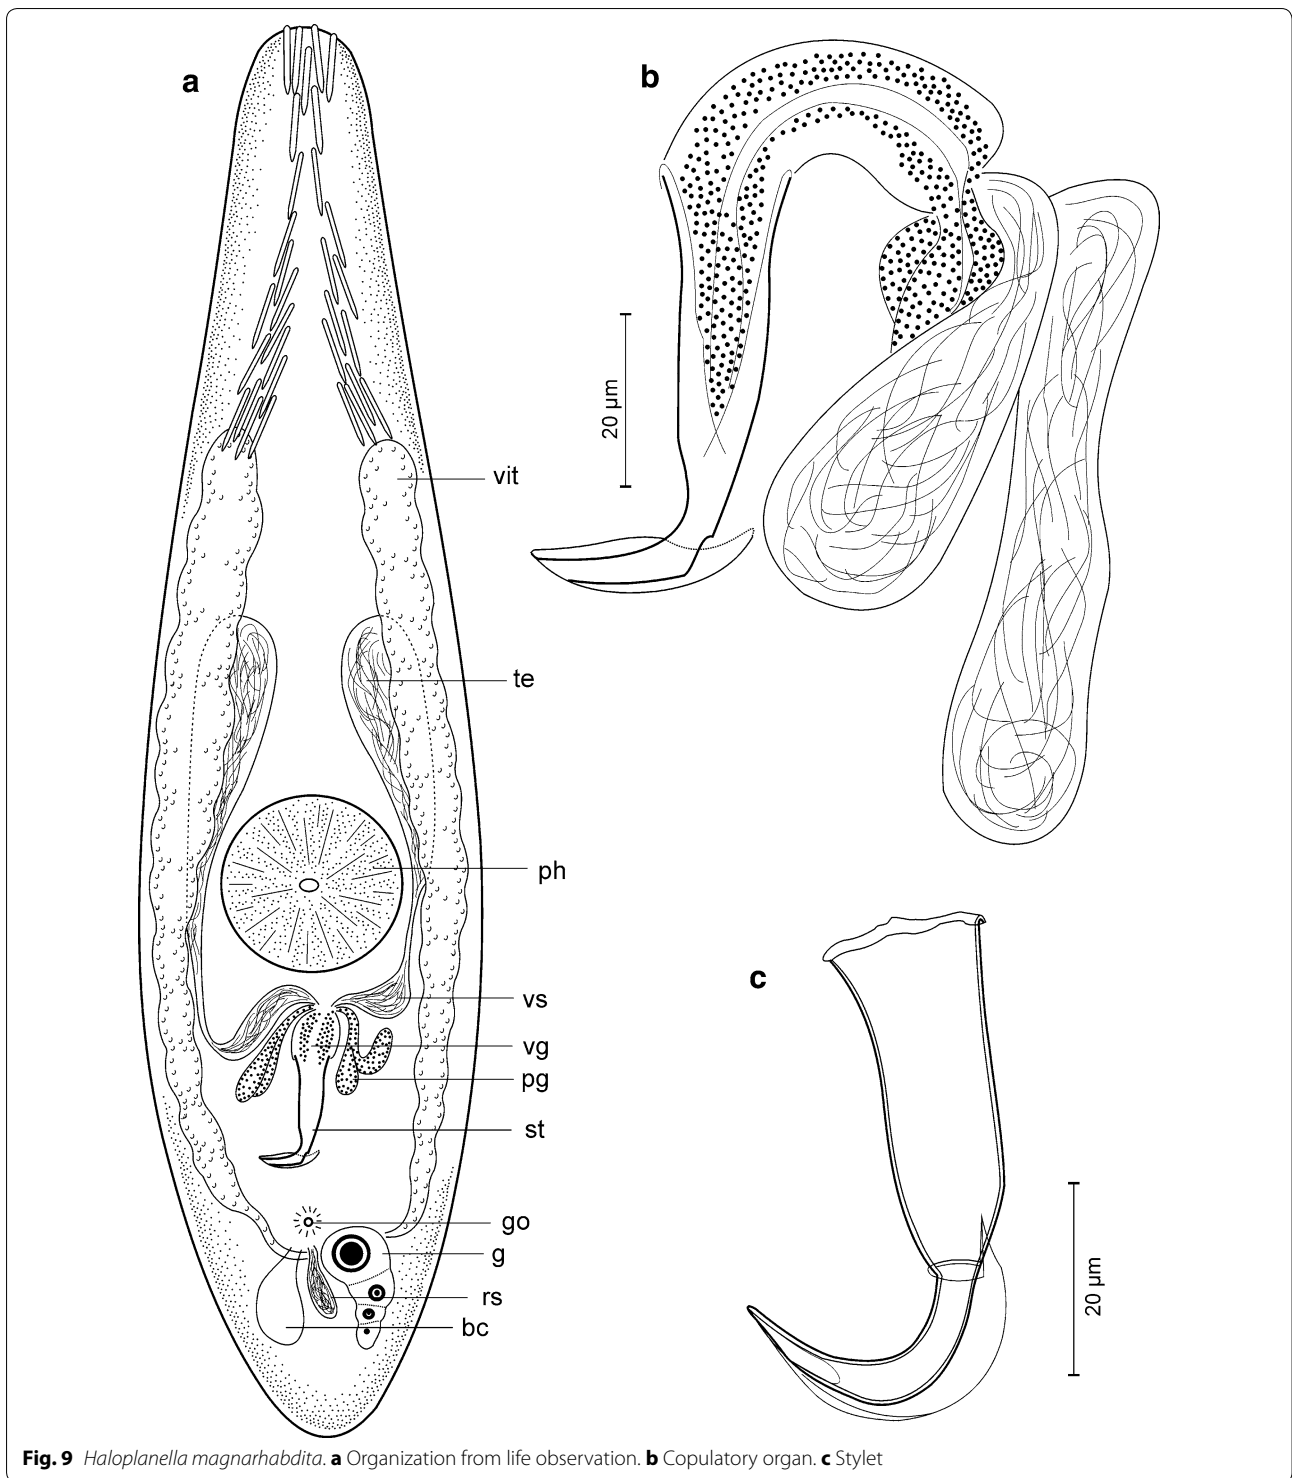 a
b
20 µm
vit
te
ph
vs
vg
pg
st
go
g
rs
bc
c
20 µm
Fig. 9 Haloplanella magnarhabdita. a Organization from life observation. b Copulatory organ. c Stylet